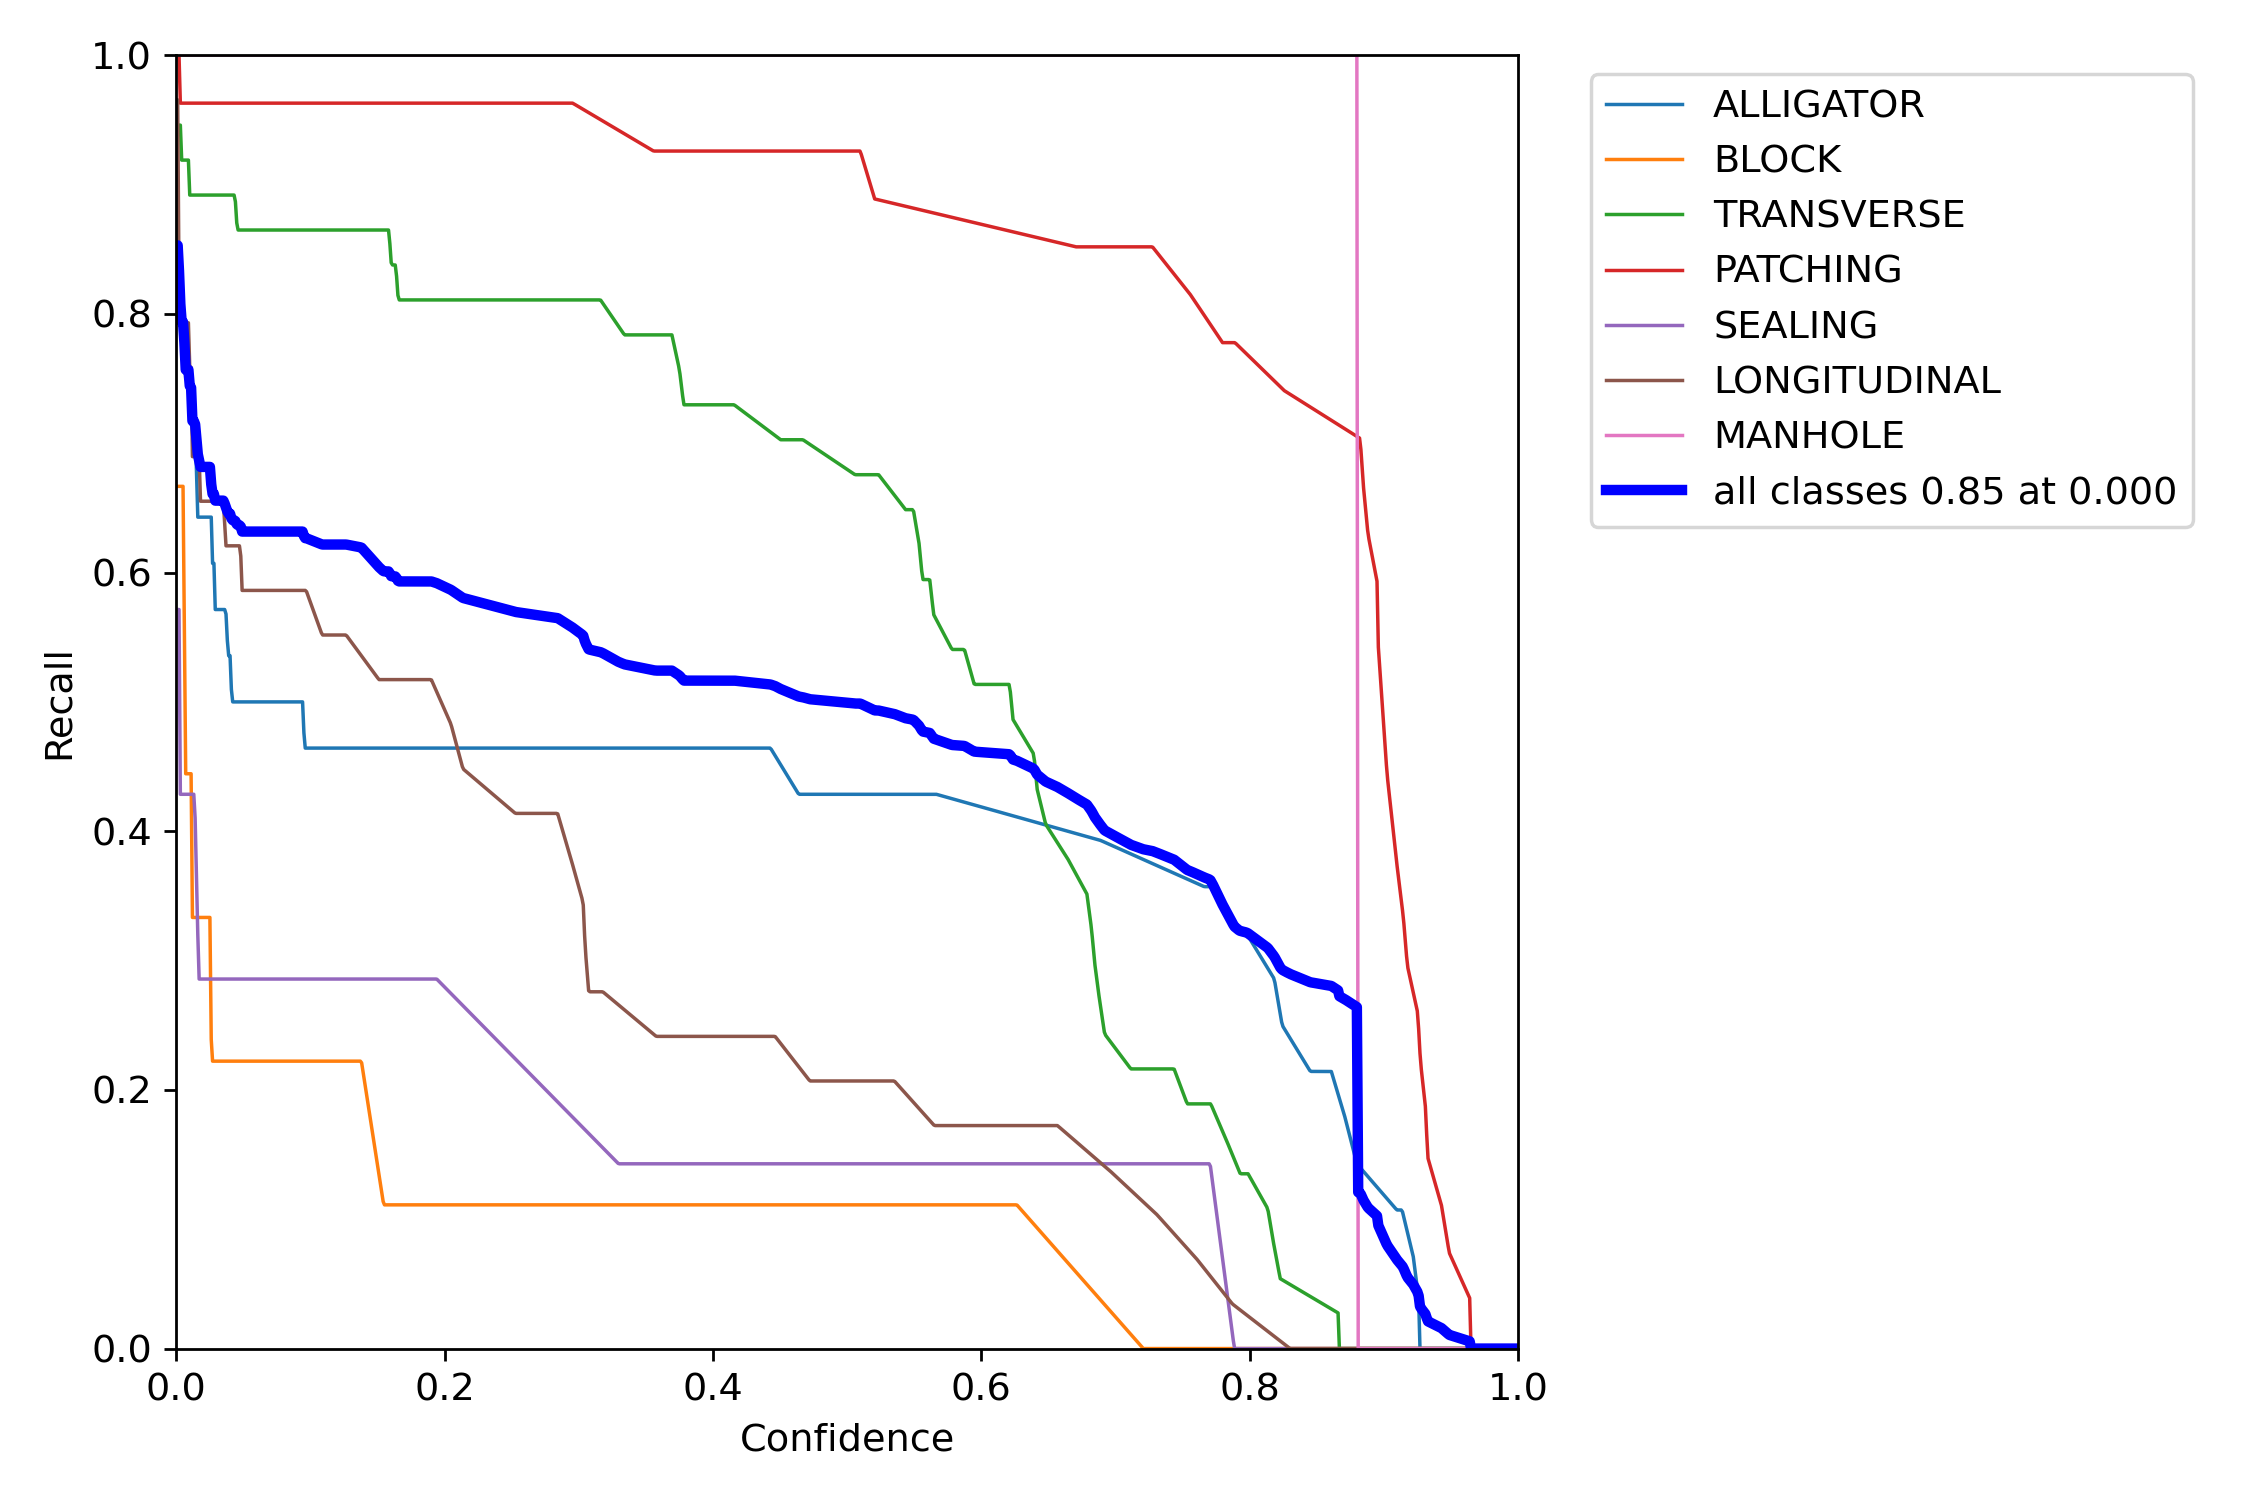 1.0
0.8
0.6
0.4
0.2
0.0
Recall
0.0 0.2 0.4 0.6 0.8 1.0
Confidence
ALLIGATOR
BLOCK
TRANSVERSE
PATCHING
SEALING
LONGITUDINAL
MANHOLE
all classes 0.85 at 0.000